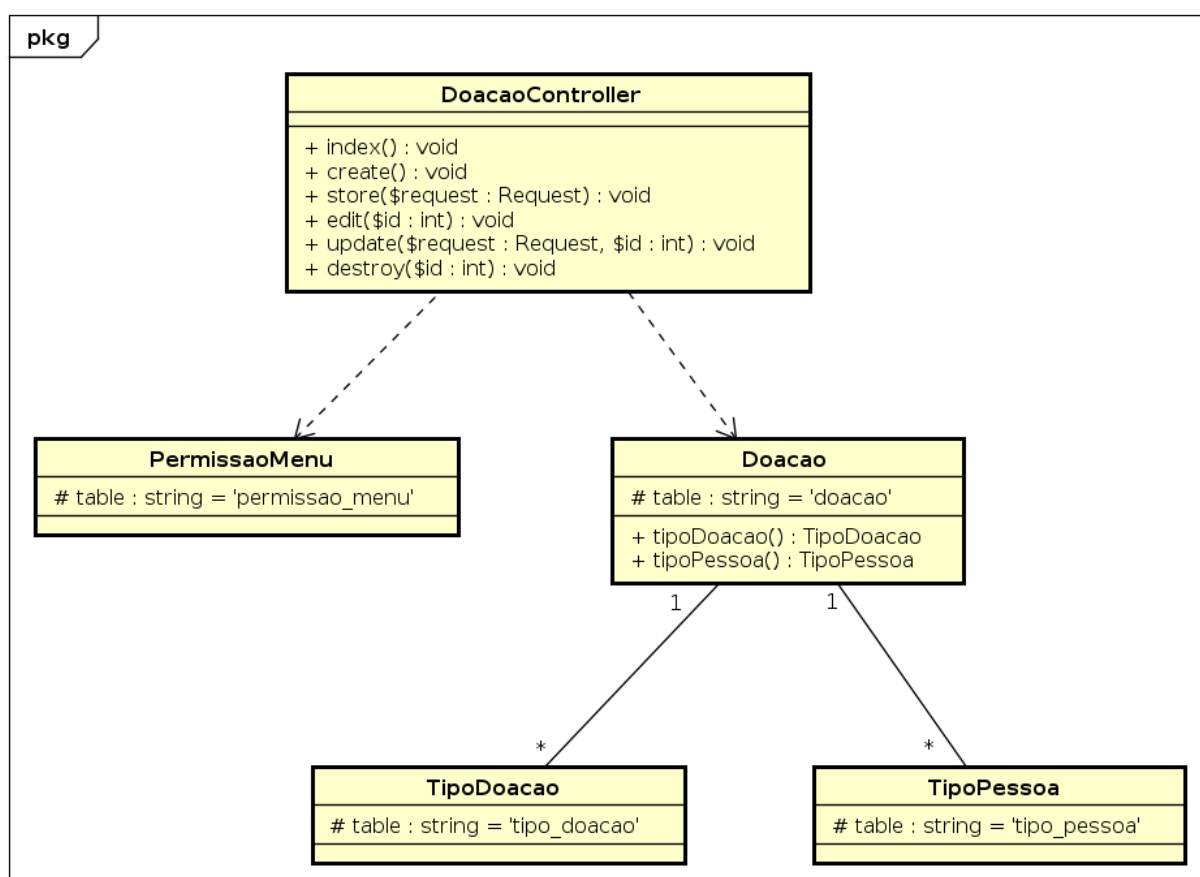 pkg
DoacaoController
+ index() : void
+ create() : void
+ store($request : Request) : void
+ edit($id : int) : void
+ update($request : Request, $id : int) : void
+ destroy($id : int) : void
PermissaoMenu
# table : string = 'permissao_menu'
Doacao
# table : string = 'doacao'
+ tipoDoacao() : TipoDoacao
+ tipoPessoa() : TipoPessoa
1
1
*
*
TipoDoacao
# table : string = 'tipo_doacao'
TipoPessoa
# table : string = 'tipo_pessoa'